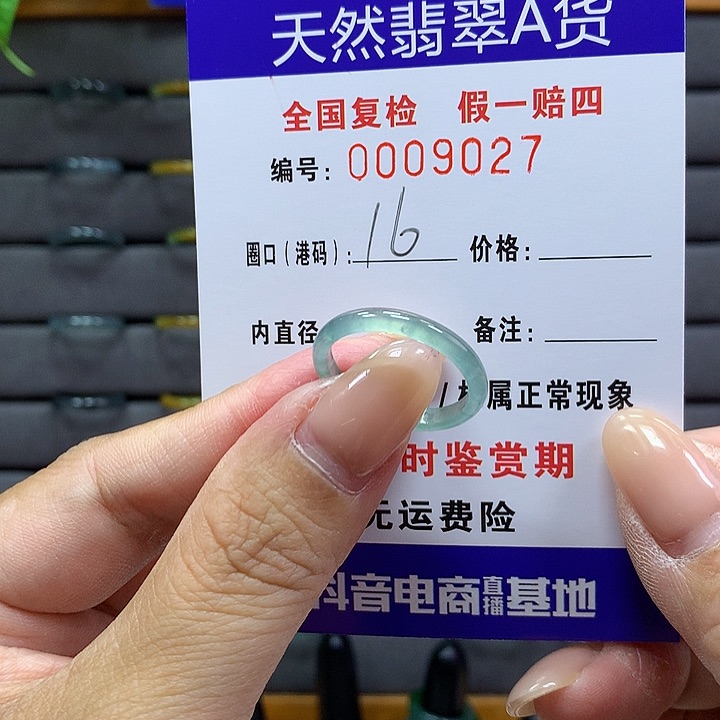 天然翡翠A货
全国复检 假一赔四
编号: 0009027
圈口(港码): 16 价格:
内直径 备注:
属正常现象
时鉴赏期
无运费险
抖音电商直播基地